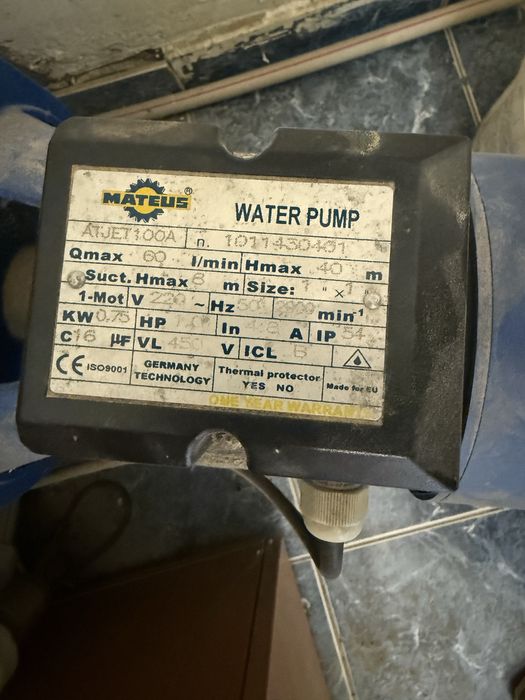 MATEUS ®
WATER PUMP
ATJET100A n. 1011430401
Qmax 60 l/min Hmax 40 m
Suct. Hmax 8 m Size: 1 " × 1 "
1-Mot V 220 ~ Hz 50 min⁻¹
KW 0.75 HP In A IP 54
C 16 µF VL 450 V ICL B
CE ISO9001 GERMANY TECHNOLOGY Thermal protector YES NO Made for EU
ONE YEAR WARRANTY